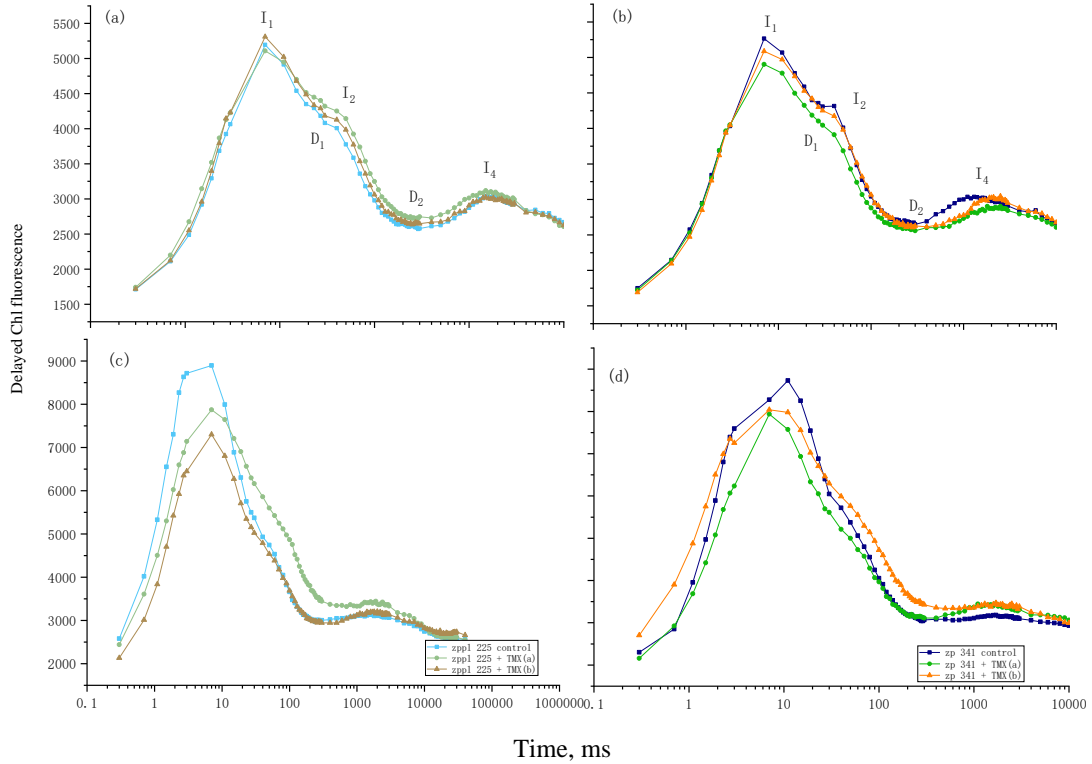 (a)
I1
I2
D1
D2
I4
5500
5000
4500
4000
3500
3000
2500
2000
1500
(b)
I1
I2
D1
D2
I4
Delayed Chl fluorescence
(c)
9000
8000
7000
6000
5000
4000
3000
2000
zppl 225 control
zppl 225 + TMX(a)
zppl 225 + TMX(b)
0.1 1 10 100 1000 10000 100000
(d)
zp 341 control
zp 341 + TMX(a)
zp 341 + TMX(b)
0.1 1 10 100 1000 10000
Time, ms